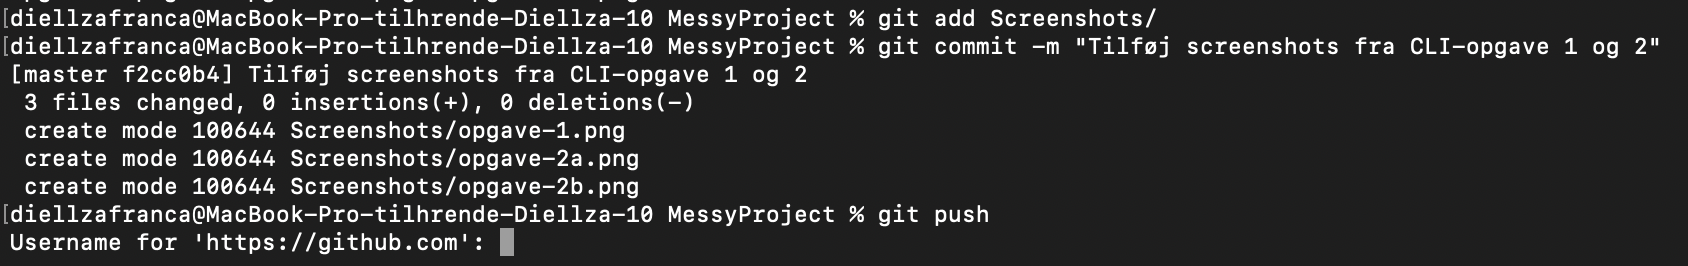 [diellzafranca@MacBook-Pro-tilhrende-Diellza-10 MessyProject % git add Screenshots/
[diellzafranca@MacBook-Pro-tilhrende-Diellza-10 MessyProject % git commit -m "Tilføj screenshots fra CLI-opgave 1 og 2"
[master f2cc0b4] Tilføj screenshots fra CLI-opgave 1 og 2
3 files changed, 0 insertions(+), 0 deletions(-)
create mode 100644 Screenshots/opgave-1.png
create mode 100644 Screenshots/opgave-2a.png
create mode 100644 Screenshots/opgave-2b.png
[diellzafranca@MacBook-Pro-tilhrende-Diellza-10 MessyProject % git push
Username for 'https://github.com':